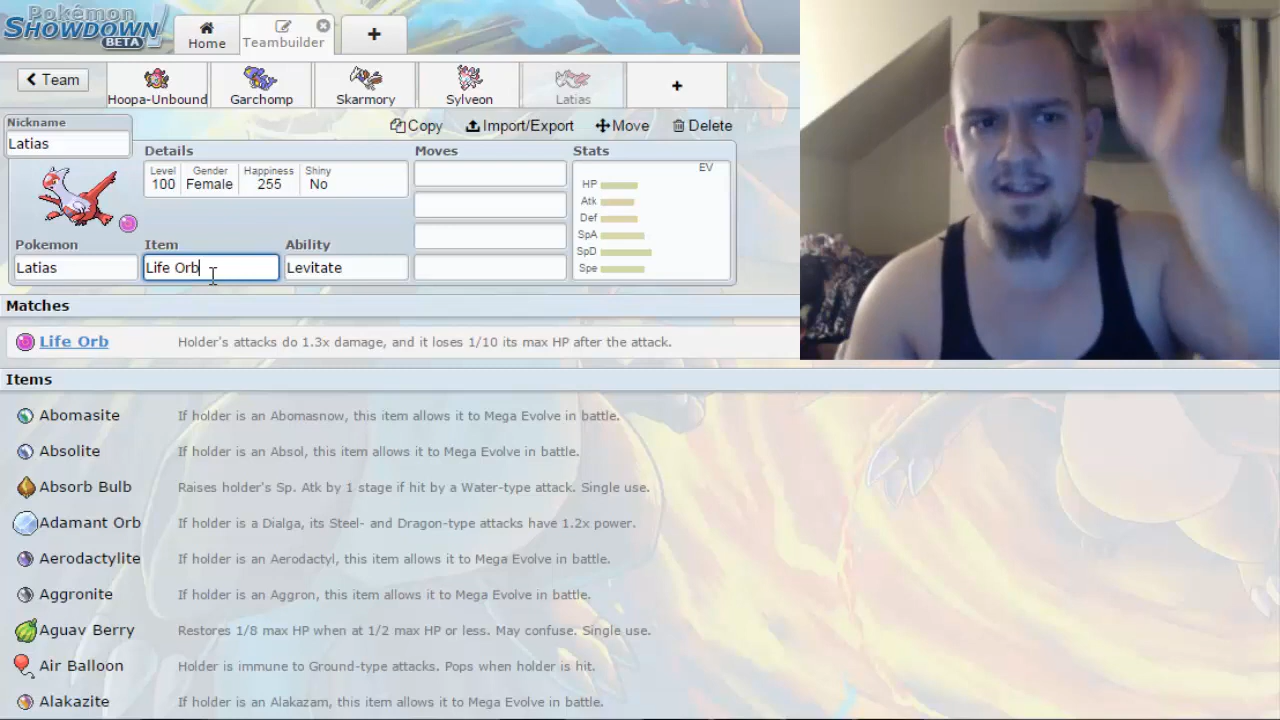 Pokémon
SHOWDOWN!
BETA
Home
Teambuilder
+
Team
Hoopa-Unbound
Garchomp
Skarmory
Sylveon
Latias
+
Nickname
Latias
Copy Import/Export Move Delete
Details
Level Gender Happiness Shiny
100 Female 255 No
Moves
Stats
EV
HP
Atk
Def
SpA
SpD
Spe
Pokemon Item Ability
Latias Life Orb Levitate
Matches
Life Orb Holder's attacks do 1.3x damage, and it loses 1/10 its max HP after the attack.
Items
Abomasite If holder is an Abomasnow, this item allows it to Mega Evolve in battle.
Absolite If holder is an Absol, this item allows it to Mega Evolve in battle.
Absorb Bulb Raises holder's Sp. Atk by 1 stage if hit by a Water-type attack. Single use.
Adamant Orb If holder is a Dialga, its Steel- and Dragon-type attacks have 1.2x power.
Aerodactylite If holder is an Aerodactyl, this item allows it to Mega Evolve in battle.
Aggronite If holder is an Aggron, this item allows it to Mega Evolve in battle.
Aguav Berry Restores 1/8 max HP when at 1/2 max HP or less. May confuse. Single use.
Air Balloon Holder is immune to Ground-type attacks. Pops when holder is hit.
Alakazite If holder is an Alakazam, this item allows it to Mega Evolve in battle.